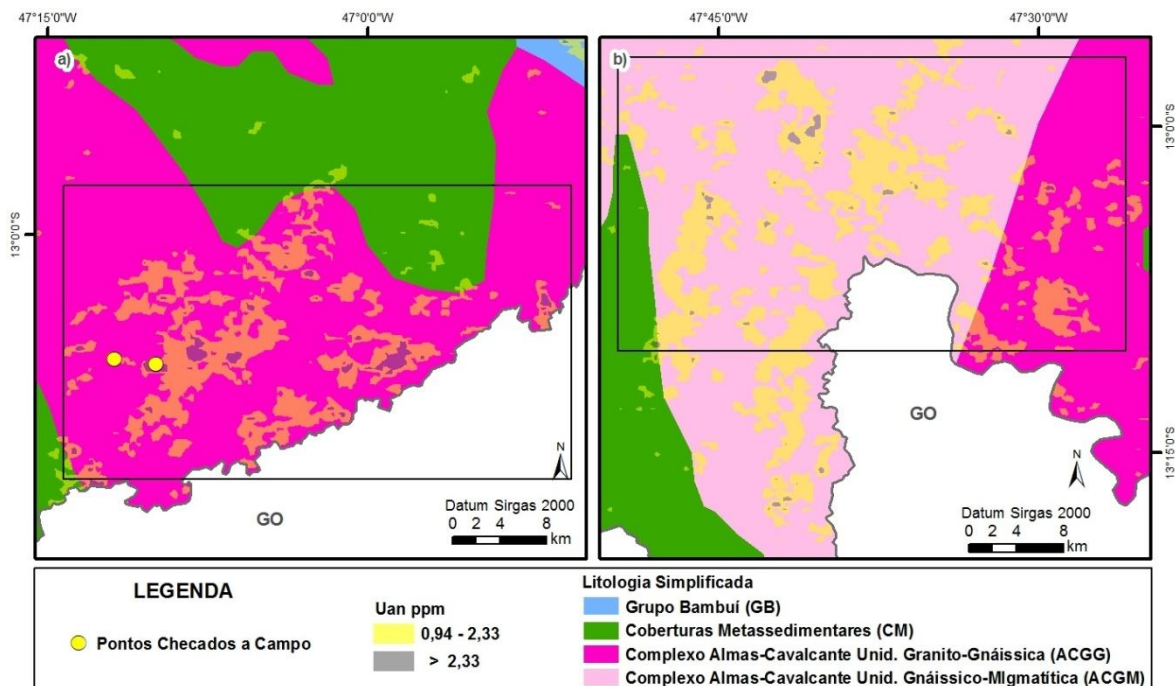 47°15'0"W 47°0'0"W 47°45'0"W 47°30'0"W
a)
b)
13°0'0"S
13°0'0"S
13°15'0"S
GO
GO
N
N
Datum Sirgas 2000
0 2 4 8
km
Datum Sirgas 2000
0 2 4 8
km
LEGENDA
Pontos Checados a Campo
Uan ppm
0,94 - 2,33
> 2,33
Litologia Simplificada
Grupo Bambuí (GB)
Coberturas Metassedimentares (CM)
Complexo Almas-Cavalcante Unid. Granito-Gnáissica (ACGG)
Complexo Almas-Cavalcante Unid. Gnáissico-MIgmatítica (ACGM)